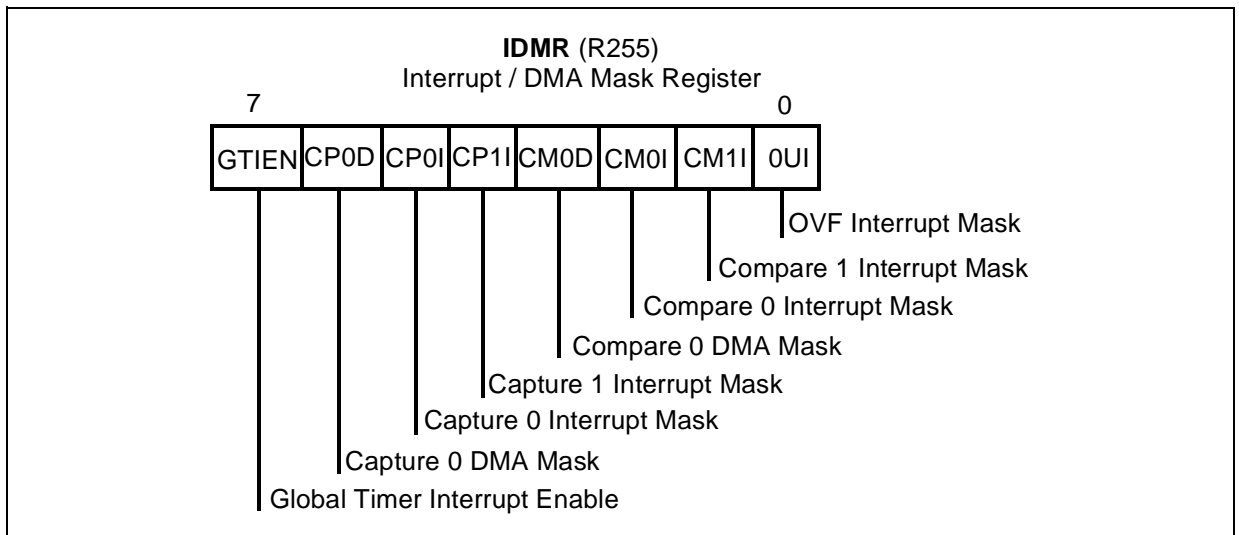 IDMR (R255)
Interrupt / DMA Mask Register
7 0
GTIEN CP0D CP0I CP1I CM0D CM0I CM1I 0UI
OVF Interrupt Mask
Compare 1 Interrupt Mask
Compare 0 Interrupt Mask
Compare 0 DMA Mask
Capture 1 Interrupt Mask
Capture 0 Interrupt Mask
Capture 0 DMA Mask
Global Timer Interrupt Enable